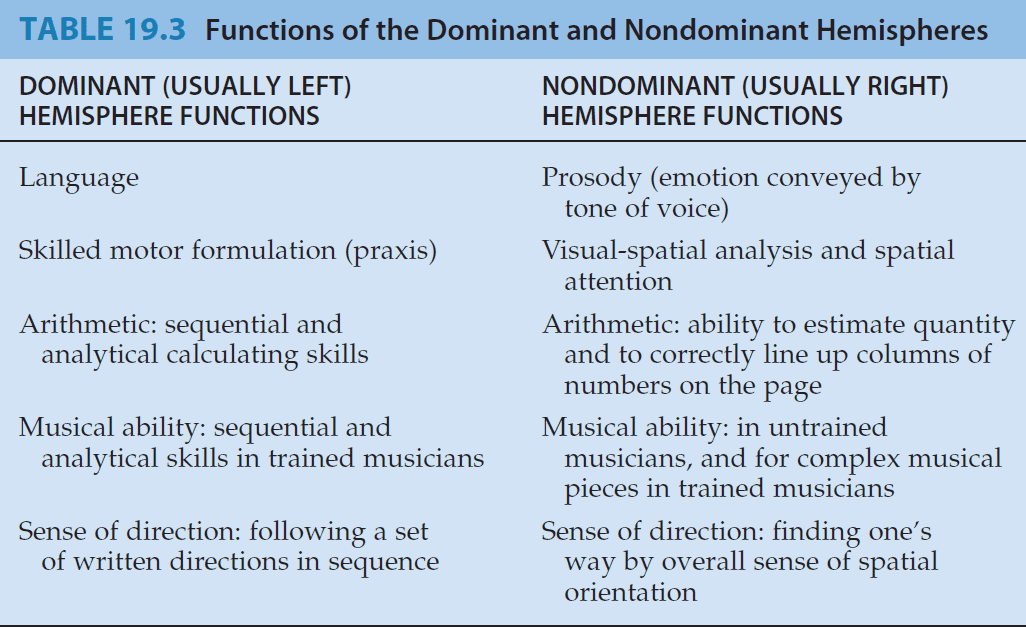 TABLE 19.3 Functions of the Dominant and Nondominant Hemispheres
DOMINANT (USUALLY LEFT)
HEMISPHERE FUNCTIONS
NONDOMINANT (USUALLY RIGHT)
HEMISPHERE FUNCTIONS
Language
Prosody (emotion conveyed by
tone of voice)
Skilled motor formulation (praxis)
Visual-spatial analysis and spatial
attention
Arithmetic: sequential and
analytical calculating skills
Arithmetic: ability to estimate quantity
and to correctly line up columns of
numbers on the page
Musical ability: sequential and
analytical skills in trained musicians
Musical ability: in untrained
musicians, and for complex musical
pieces in trained musicians
Sense of direction: following a set
of written directions in sequence
Sense of direction: finding one’s
way by overall sense of spatial
orientation